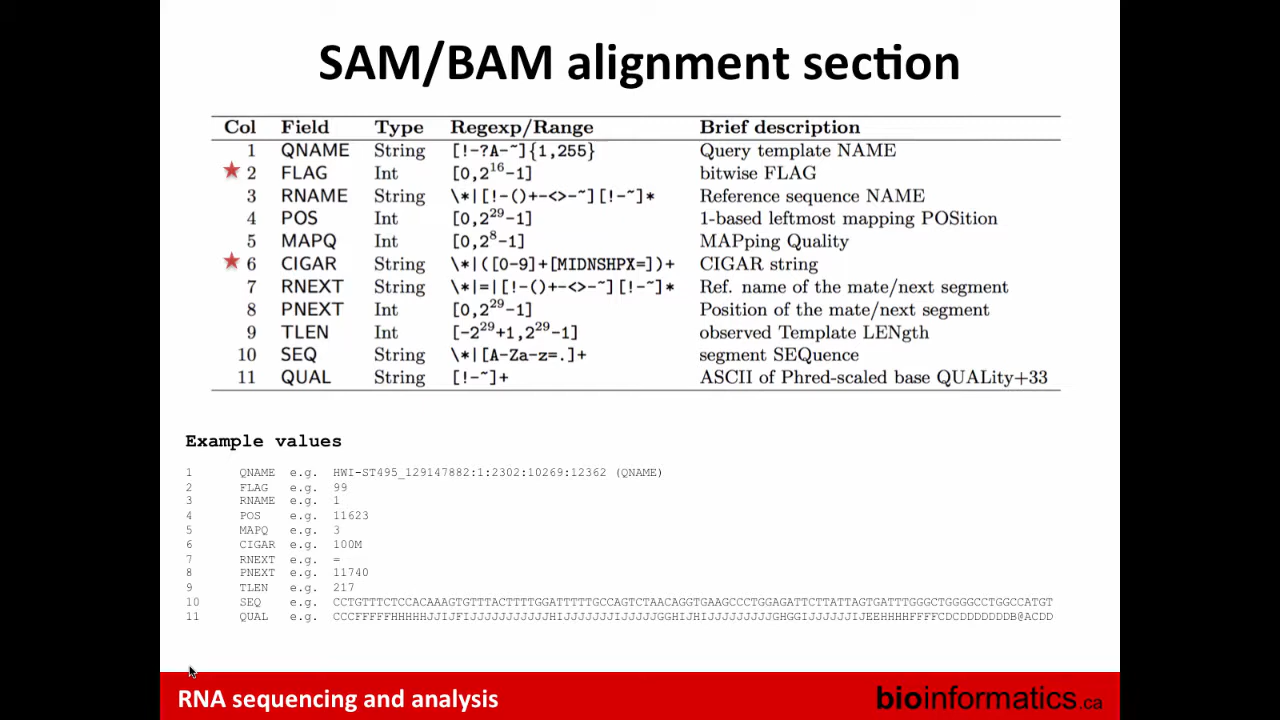 SAM/BAM alignment section
Col Field Type Regexp/Range Brief description
1 QNAME String [!-?A-~]{1,255} Query template NAME
★ 2 FLAG Int [0,2^16-1] bitwise FLAG
3 RNAME String \*|[!-()+-<>-~][!-~]* Reference sequence NAME
4 POS Int [0,2^29-1] 1-based leftmost mapping POSition
5 MAPQ Int [0,2^8-1] MAPping Quality
★ 6 CIGAR String \*|([0-9]+[MIDNSHPX=])+ CIGAR string
7 RNEXT String \*|=|[!-()+-<>-~][!-~]* Ref. name of the mate/next segment
8 PNEXT Int [0,2^29-1] Position of the mate/next segment
9 TLEN Int [-2^29+1,2^29-1] observed Template LENgth
10 SEQ String \*|[A-Za-z=.]+ segment SEQuence
11 QUAL String [!-~]+ ASCII of Phred-scaled base QUALity+33
Example values
1 QNAME e.g. HWI-ST495_129147882:1:2302:10269:12362 (QNAME)
2 FLAG e.g. 99
3 RNAME e.g. 1
4 POS e.g. 11623
5 MAPQ e.g. 3
6 CIGAR e.g. 100M
7 RNEXT e.g. =
8 PNEXT e.g. 11740
9 TLEN e.g. 217
10 SEQ e.g. CCTGTTTCTCCACAAAGTGTTTACTTTTGGATTTTTGCCAGTCTAACAGGTGAAGCCCTGGAGATTCTTATTAGTGATTTGGGCTGGGGCCTGGCCATGT
11 QUAL e.g. CCCFFFFFHHHHHJJIJFIJJJJJJJJJJJHIJJJJJJJIJJJJJGGHIJHIJJJJJJJJJGHGGIJJJJJJIJEEHHHHFFFFCDCDDDDDDDB@ACDD
RNA sequencing and analysis
bioinformatics.ca